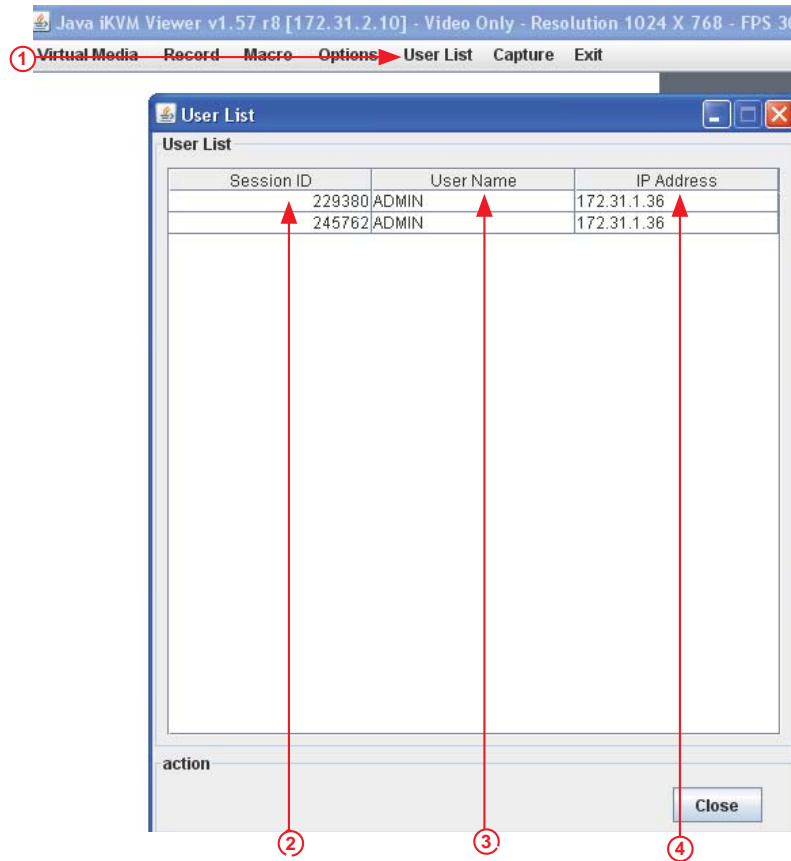 Java iKVM Viewer v1.57 r8 [172.31.2.10] - Video Only - Resolution 1024 X 768 - FPS 30
1 Virtual Media Record Macro Options User List Capture Exit
User List
User List
Session ID User Name IP Address
229380 ADMIN 172.31.1.36
245762 ADMIN 172.31.1.36
action
Close
2 3 4